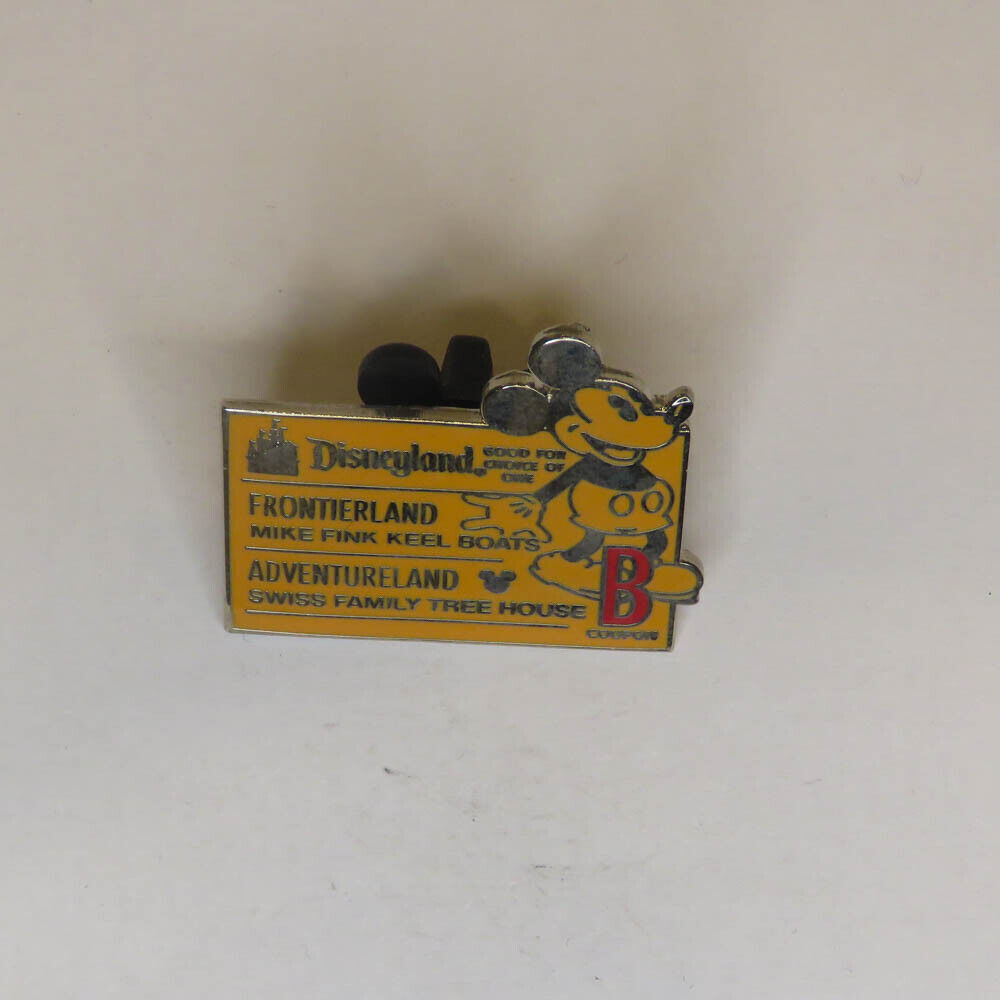 Disneyland®
GOOD FOR
CHOICE OF
ONE
FRONTIERLAND
MIKE FINK KEEL BOATS
ADVENTURELAND
SWISS FAMILY TREE HOUSE
B
COUPON